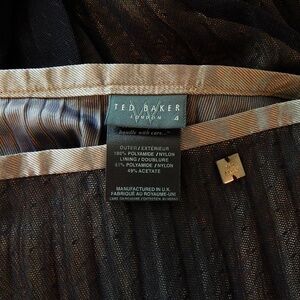 TED BAKER
LONDON
4
handle with care..."
OUTER/EXTERIEUR
100% POLYAMIDE/NYLON
LINING/DOUBLURE
51% POLYAMIDE/NYLON
49% ACETATE
MANUFACTURED IN U.K.
FABRIQUÉ AU ROYAUME-UNI